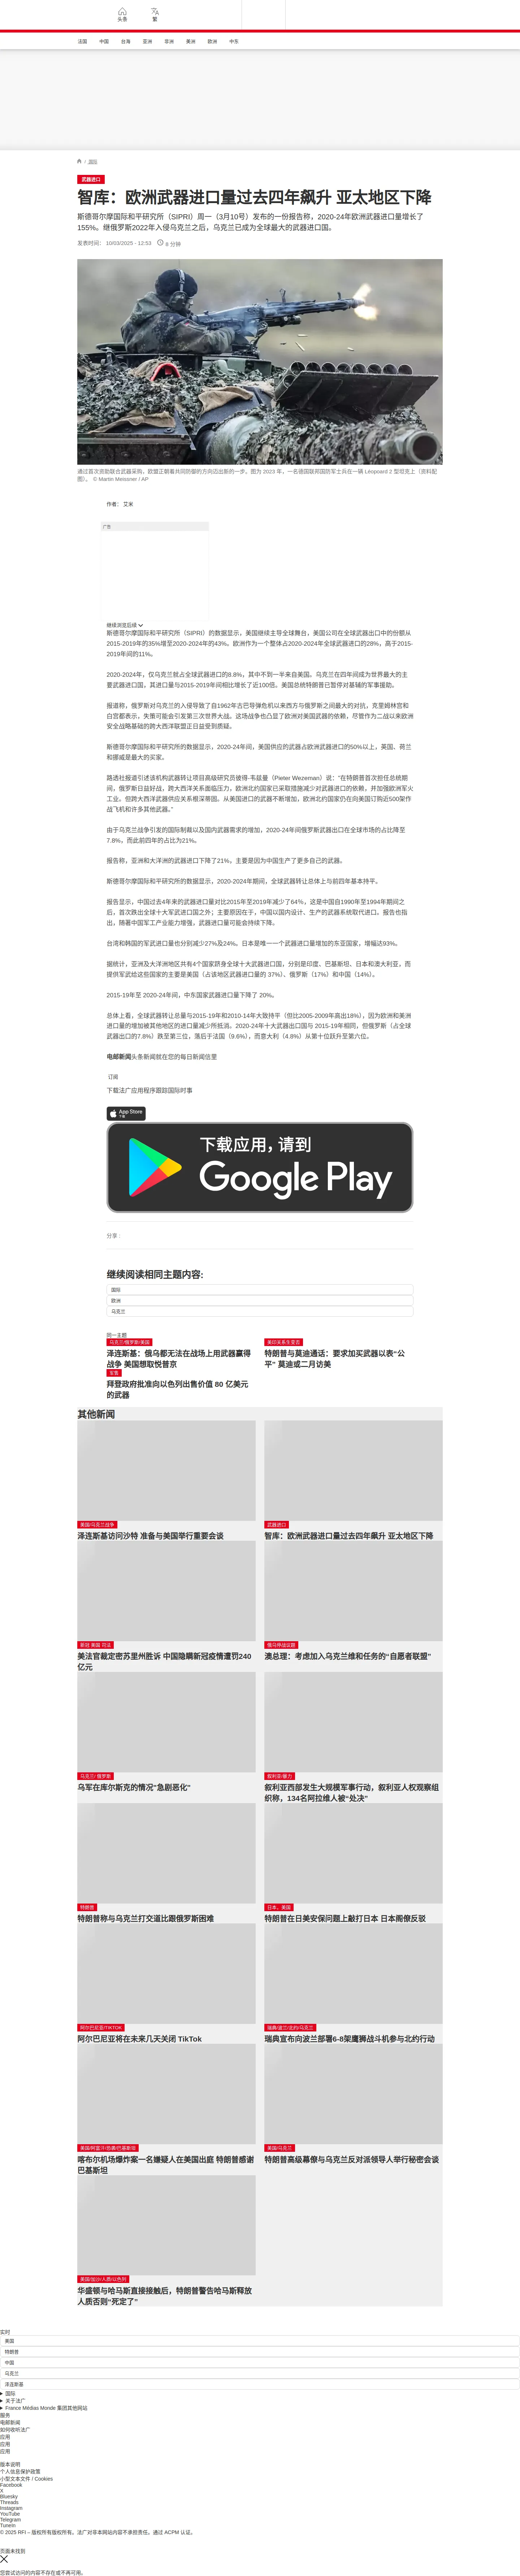 头条
繁
法国
中国
台海
亚洲
非洲
美洲
欧洲
中东
/ 国际
武器进口
智库：欧洲武器进口量过去四年飙升 亚太地区下降
斯德哥尔摩国际和平研究所（SIPRI）周一（3月10号）发布的一份报告称，2020-24年欧洲武器进口量增长了
155%。继俄罗斯2022年入侵乌克兰之后，乌克兰已成为全球最大的武器进口国。
发表时间： 10/03/2025 - 12:53 8 分钟
通过首次资助联合武器采购，欧盟正朝着共同防御的方向迈出新的一步。图为 2023 年，一名德国联邦国防军士兵在一辆 Léopoard 2 型坦克上（资料配
图）。 © Martin Meissner / AP
作者： 艾米
广告
继续浏览后续
斯德哥尔摩国际和平研究所（SIPRI）的数据显示，美国继续主导全球舞台，美国公司在全球武器出口中的份额从
2015-2019年的35%增至2020-2024年的43%。欧洲作为一个整体占2020-2024年全球武器进口的28%，高于2015-
2019年间的11%。
2020-2024年，仅乌克兰就占全球武器进口的8.8%，其中不到一半来自美国。乌克兰在四年间成为世界最大的主
要武器进口国，其进口量与2015-2019年间相比增长了近100倍。美国总统特朗普已暂停对基辅的军事援助。
报道称，俄罗斯对乌克兰的入侵导致了自1962年古巴导弹危机以来西方与俄罗斯之间最大的对抗，克里姆林宫和
白宫都表示，失策可能会引发第三次世界大战。这场战争也凸显了欧洲对美国武器的依赖，尽管作为二战以来欧洲
安全战略基础的跨大西洋联盟正日益受到质疑。
斯德哥尔摩国际和平研究所的数据显示，2020-24年间，美国供应的武器占欧洲武器进口的50%以上，英国、荷兰
和挪威是最大的买家。
路透社报道引述该机构武器转让项目高级研究员彼得-韦兹曼（Pieter Wezeman）说："在特朗普首次担任总统期
间，俄罗斯日益好战，跨大西洋关系面临压力，欧洲北约国家已采取措施减少对武器进口的依赖，并加强欧洲军火
工业。但跨大西洋武器供应关系根深蒂固。从美国进口的武器不断增加，欧洲北约国家仍在向美国订购近500架作
战飞机和许多其他武器。"
由于乌克兰战争引发的国际制裁以及国内武器需求的增加，2020-24年间俄罗斯武器出口在全球市场的占比降至
7.8%，而此前四年的占比为21%。
报告称，亚洲和大洋洲的武器进口下降了21%，主要是因为中国生产了更多自己的武器。
斯德哥尔摩国际和平研究所的数据显示，2020-2024年期间，全球武器转让总体上与前四年基本持平。
报告显示，中国过去4年来的武器进口量对比2015年至2019年减少了64％，这是中国自1990年至1994年期间之
后，首次跌出全球十大军武进口国之外；主要原因在于，中国以国内设计、生产的武器系统取代进口。报告也指
出，随著中国军工产业能力增强，武器进口量可能会持续下降。
台湾和韩国的军武进口量也分别减少27%及24%。日本是唯一一个武器进口量增加的东亚国家，增幅达93%。
据统计，亚洲及大洋洲地区共有4个国家跻身全球十大武器进口国，分别是印度、巴基斯坦、日本和澳大利亚，而
提供军武给这些国家的主要是美国（占该地区武器进口量的 37%）、俄罗斯（17%）和中国（14%）。
2015-19年至 2020-24年间，中东国家武器进口量下降了 20%。
总体上看，全球武器转让总量与2015-19年和2010-14年大致持平（但比2005-2009年高出18%），因为欧洲和美洲
进口量的增加被其他地区的进口量减少所抵消。2020-24年十大武器出口国与 2015-19年相同，但俄罗斯（占全球
武器出口的7.8%）跌至第三位，落后于法国（9.6%），而意大利（4.8%）从第十位跃升至第六位。
电邮新闻头条新闻就在您的每日新闻信里
订阅
下载法广应用程序跟踪国际时事
App Store
下载
下载应用，请到
Google Play
分享 :
继续阅读相同主题内容:
国际
欧洲
乌克兰
同一主题
乌克兰/俄罗斯/美国
泽连斯基：俄乌都无法在战场上用武器赢得
战争 美国想取悦普京
美印关系冬变页
特朗普与莫迪通话：要求加买武器以表“公
平” 莫迪或二月访美
军售
拜登政府批准向以色列出售价值 80 亿美元
的武器
其他新闻
美国/乌克兰战争
泽连斯基访问沙特 准备与美国举行重要会谈
武器进口
智库：欧洲武器进口量过去四年飙升 亚太地区下降
新冠 美国 司法
美法官裁定密苏里州胜诉 中国隐瞒新冠疫情遭罚240
亿元
俄乌停战议题
澳总理：考虑加入乌克兰维和任务的“自愿者联盟”
乌克兰/ 俄罗斯
乌军在库尔斯克的情况"急剧恶化"
叙利亚/暴力
叙利亚西部发生大规模军事行动，叙利亚人权观察组
织称，134名阿拉维人被“处决”
特朗普
特朗普称与乌克兰打交道比跟俄罗斯困难
日本，美国
特朗普在日美安保问题上敲打日本 日本阁僚反驳
阿尔巴尼亚/TIKTOK
阿尔巴尼亚将在未来几天关闭 TikTok
瑞典/波兰/北约/乌克兰
瑞典宣布向波兰部署6-8架鹰狮战斗机参与北约行动
美国/阿富汗/恐袭/巴基斯坦
喀布尔机场爆炸案一名嫌疑人在美国出庭 特朗普感谢
巴基斯坦
美国/乌克兰
特朗普高级幕僚与乌克兰反对派领导人举行秘密会谈
美国/加沙/人质/以色列
华盛顿与哈马斯直接接触后，特朗普警告哈马斯释放
人质否则“死定了”
实时
美国
特朗普
中国
乌克兰
泽连斯基
国际
关于法广
France Médias Monde 集团其他网站
服务
电邮新闻
如何收听法广
应用
应用
应用
版本说明
个人信息保护政策
小型文本文件 / Cookies
Facebook
X
Bluesky
Threads
Instagram
YouTube
Telegram
TuneIn
© 2025 RFI – 版权所有版权所有。法广对非本网站内容不承担责任。通过 ACPM 认证。
页面未找到
您尝试访问的内容不存在或不再可用。